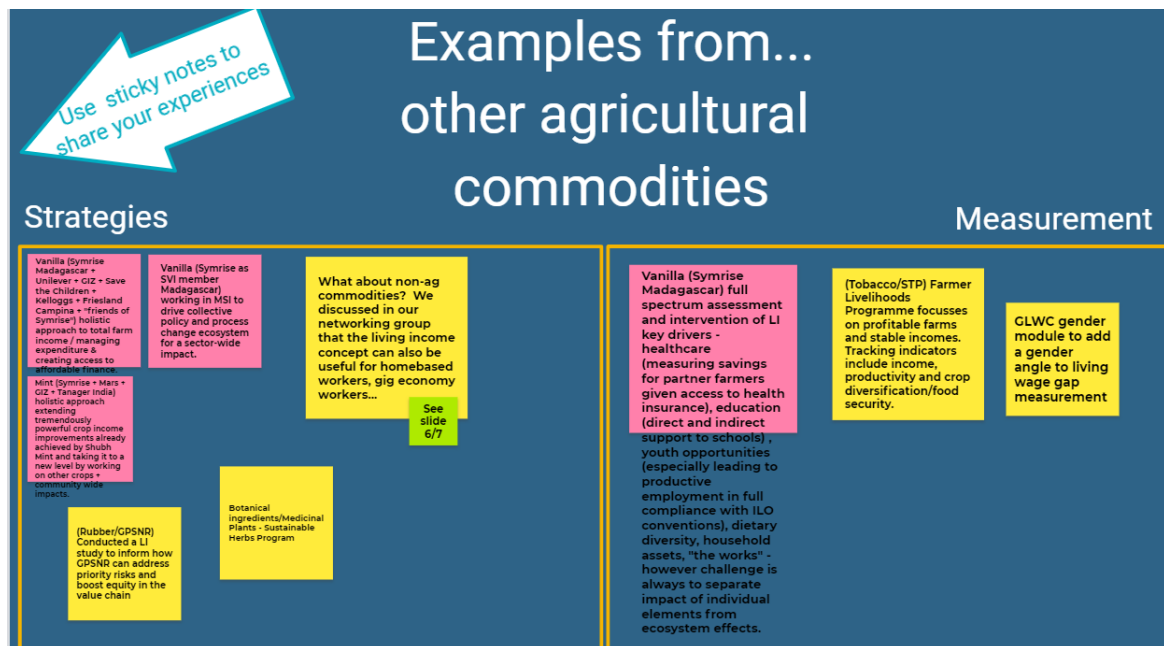 Use sticky notes to
share your experiences
Examples from...
other agricultural
commodities
Strategies
Vanilla (Symrise
Madagascar +
Unilever + GIZ + Save
the Children +
Kelloggs + Friesland
Campina + "friends of
Symrise") holistic
approach to total farm
income / managing
expenditure &
creating access to
affordable finance.
Vanilla (Symrise as
SVI member
Madagascar)
working in MSI to
drive collective
policy and process
change ecosystem
for a sector-wide
impact.
What about non-ag
commodities? We
discussed in our
networking group
that the living income
concept can also be
useful for homebased
workers, gig economy
workers...
See
slide
6/7
Mint (Symrise + Mars +
GIZ + Tanager India)
holistic approach
extending
tremendously
powerful crop income
improvements already
achieved by Shubh
Mint and taking it to a
new level by working
on other crops +
community wide
impacts.
(Rubber/GPSNR)
Conducted a LI
study to inform how
GPSNR can address
priority risks and
boost equity in the
value chain
Botanical
ingredients/Medicinal
Plants - Sustainable
Herbs Program
Measurement
Vanilla (Symrise
Madagascar) full
spectrum assessment
and intervention of LI
key drivers -
healthcare
(measuring savings
for partner farmers
given access to health
insurance), education
(direct and indirect
support to schools) ,
youth opportunities
(especially leading to
productive
employment in full
compliance with ILO
conventions), dietary
diversity, household
assets, "the works" -
however challenge is
always to separate
impact of individual
elements from
ecosystem effects.
(Tobacco/STP) Farmer
Livelihoods
Programme focusses
on profitable farms
and stable incomes.
Tracking indicators
include income,
productivity and crop
diversification/food
security.
GLWC gender
module to add
a gender
angle to living
wage gap
measurement